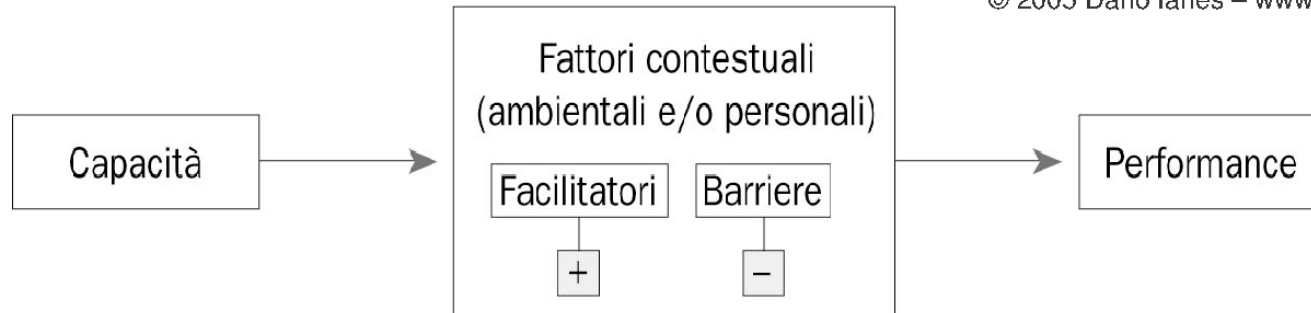 © 2005 Dario Ianes – www
Fattori contestuali
(ambientali e/o personali)
Capacità
Performance
Facilitatori
Barriere
+
–